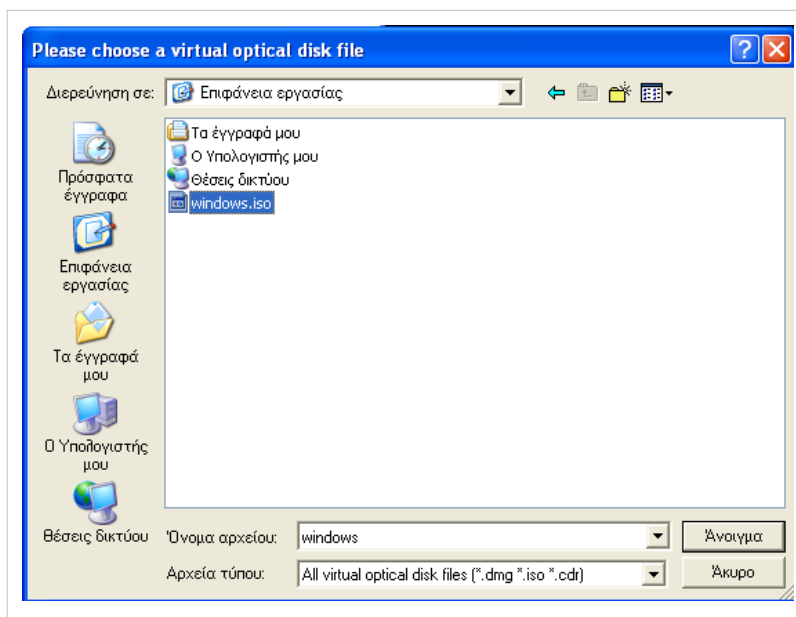 Please choose a virtual optical disk file
Διερεύνηση σε:
Επιφάνεια εργασίας
Πρόσφατα
έγγραφα
Επιφάνεια
εργασίας
Τα έγγραφά
μου
Ο Υπολογιστής
μου
Θέσεις δικτύου
Τα έγγραφά μου
Ο Υπολογιστής μου
Θέσεις δικτύου
windows.iso
Όνομα αρχείου:
windows
Άνοιγμα
Αρχεία τύπου:
All virtual optical disk files (*.dmg *.iso *.cdr)
Άκυρο